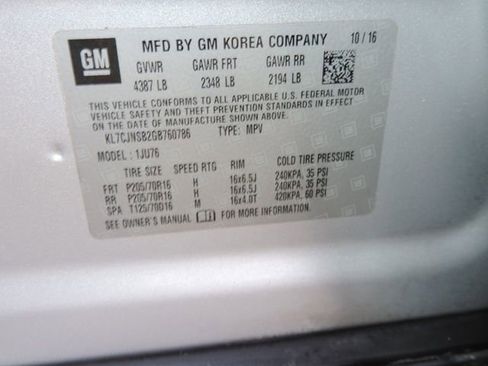 GM
MFD BY GM KOREA COMPANY 10 / 16
GVWR GAWR FRT GAWR RR
4387 LB 2348 LB 2194 LB
THIS VEHICLE CONFORMS TO ALL APPLICABLE U.S. FEDERAL MOTOR
VEHICLE SAFETY AND THEFT PREVENTION STANDARDS IN EFFECT
ON THE DATE OF MANUFACTURE SHOWN ABOVE.
KL7CJNSB2GB760786 TYPE: MPV
MODEL : 1JU76
TIRE SIZE SPEED RTG RIM COLD TIRE PRESSURE
FRT P205/70R16 H 16x6.5J 240KPA, 35 PSI
RR P205/70R16 H 16x6.5J 240KPA, 35 PSI
SPA T125/70D16 M 16x4.0T 420KPA, 60 PSI
SEE OWNER'S MANUAL FOR MORE INFORMATION.